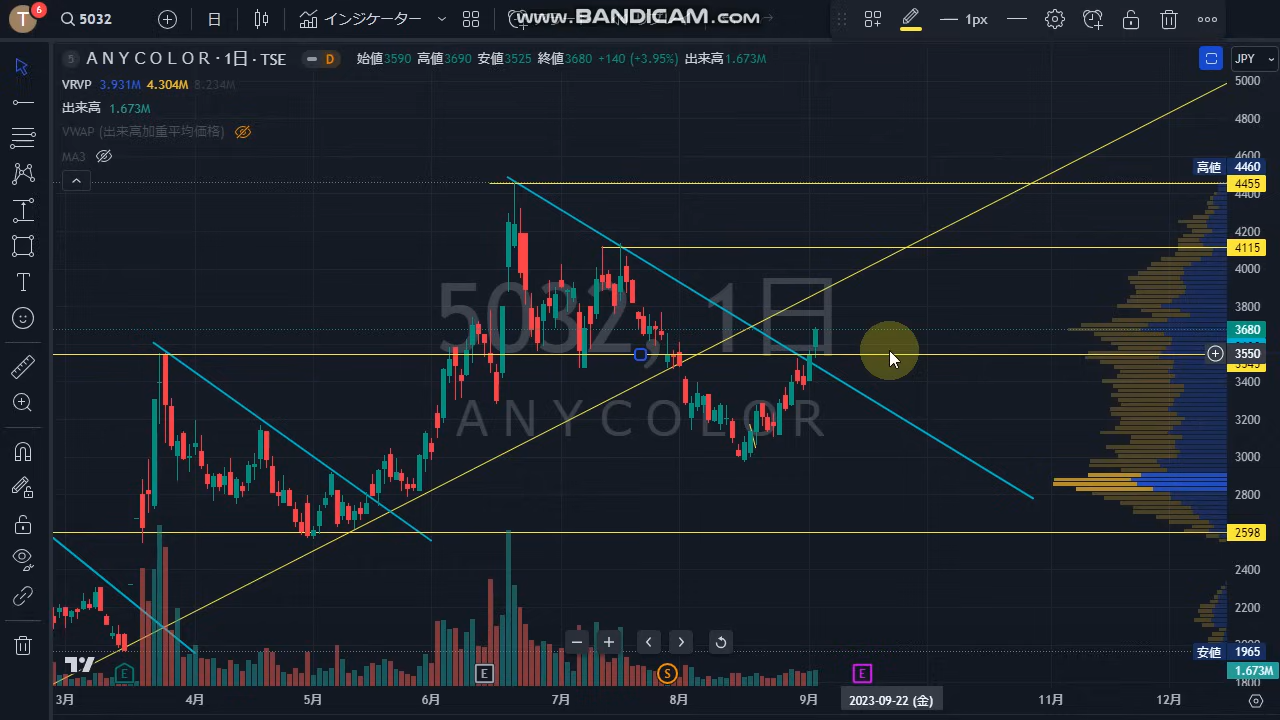 T 6 5032 日 インジケーター www.BANDICAM.com 1px
5 ANYCOLOR · 1日 · TSE D 始値3590 高値3690 安値3525 終値3680 +140 (+3.95%) 出来高1.673M JPY
VRVP 3.931M 4.304M 8.234M
出来高 1.673M
VWAP (出来高加重平均価格)
MA3
5032, 1日
ANYCOLOR
5000
4800
4600
高値 4460
4455
4400
4200
4115
4000
3800
3680
3550
3545
3400
3200
3000
2800
2598
2400
2200
2000
安値 1965
1.673M
1800
E E S E
3月 4月 5月 6月 7月 8月 9月 2023-09-22 (金) 11月 12月